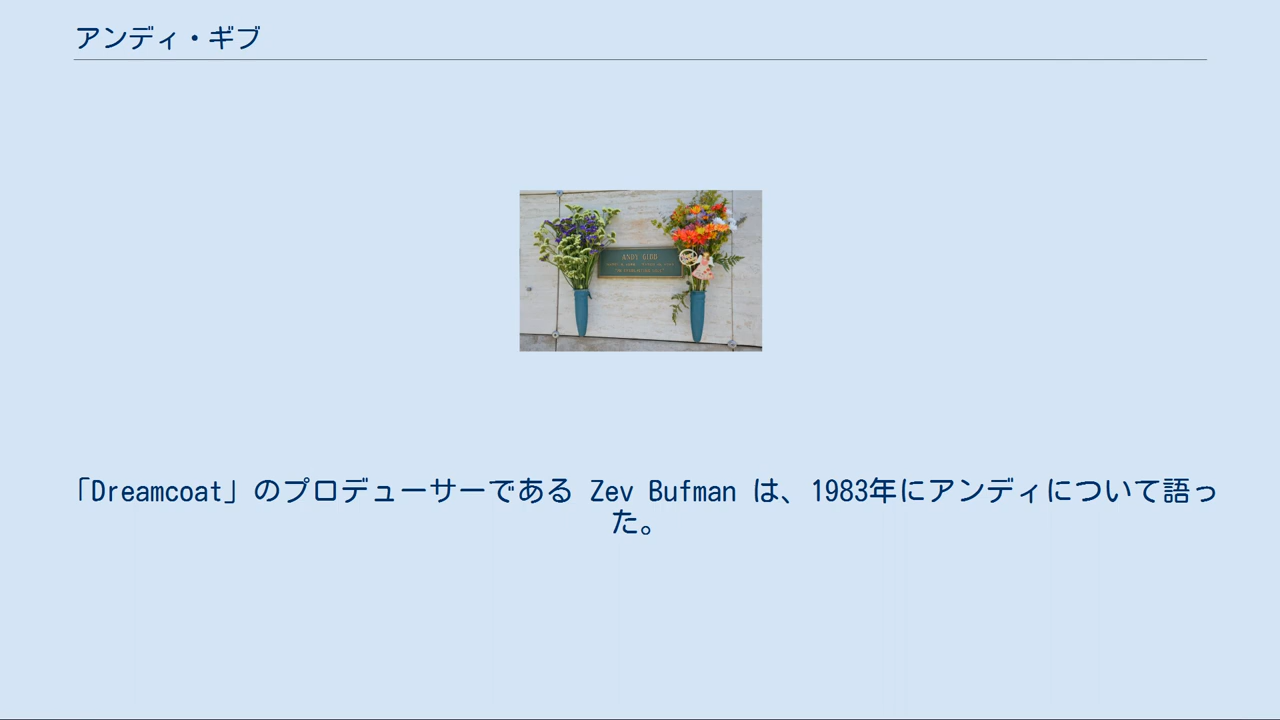 アンディ・ギブ
ANDY GIBB
「Dreamcoat」のプロデューサーである Zev Bufman は、1983年にアンディについて語っ
た。